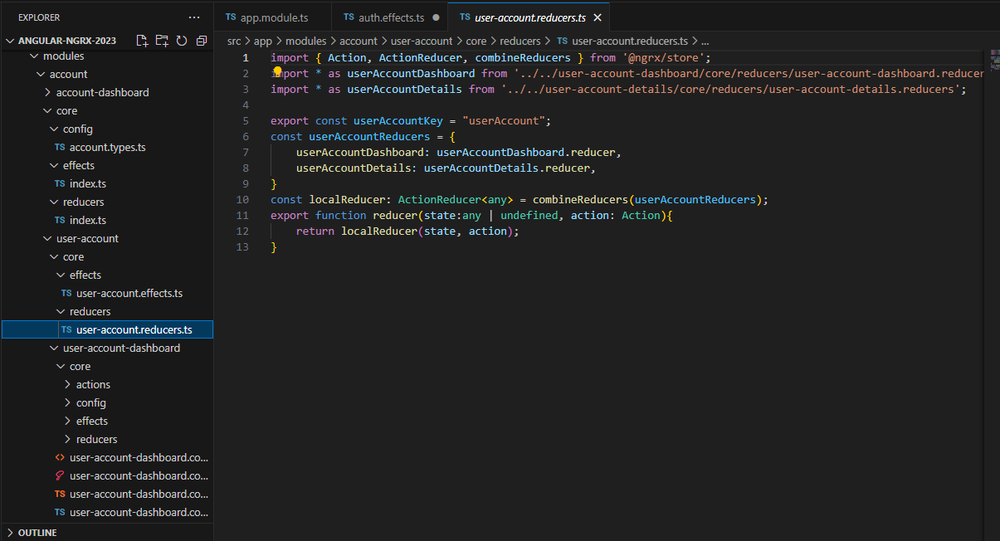 EXPLORER
ANGULAR-NGRX-2023
modules
account
account-dashboard
core
config
TS account.types.ts
effects
TS index.ts
reducers
TS index.ts
user-account
core
effects
TS user-account.effects.ts
reducers
TS user-account.reducers.ts
user-account-dashboard
core
actions
config
effects
reducers
<> user-account-dashboard.co...
user-account-dashboard.co...
TS user-account-dashboard.co...
TS user-account-dashboard.co...
OUTLINE
TS app.module.ts TS auth.effects.ts TS user-account.reducers.ts
src > app > modules > account > user-account > core > reducers > TS user-account.reducers.ts > ...
1 import { Action, ActionReducer, combineReducers } from '@ngrx/store';
2 import * as userAccountDashboard from '../../user-account-dashboard/core/reducers/user-account-dashboard.reducer
3 import * as userAccountDetails from '../../user-account-details/core/reducers/user-account-details.reducers';
4
5 export const userAccountKey = "userAccount";
6 const userAccountReducers = {
7 userAccountDashboard: userAccountDashboard.reducer,
8 userAccountDetails: userAccountDetails.reducer,
9 }
10 const localReducer: ActionReducer<any> = combineReducers(userAccountReducers);
11 export function reducer(state:any | undefined, action: Action){
12 return localReducer(state, action);
13 }